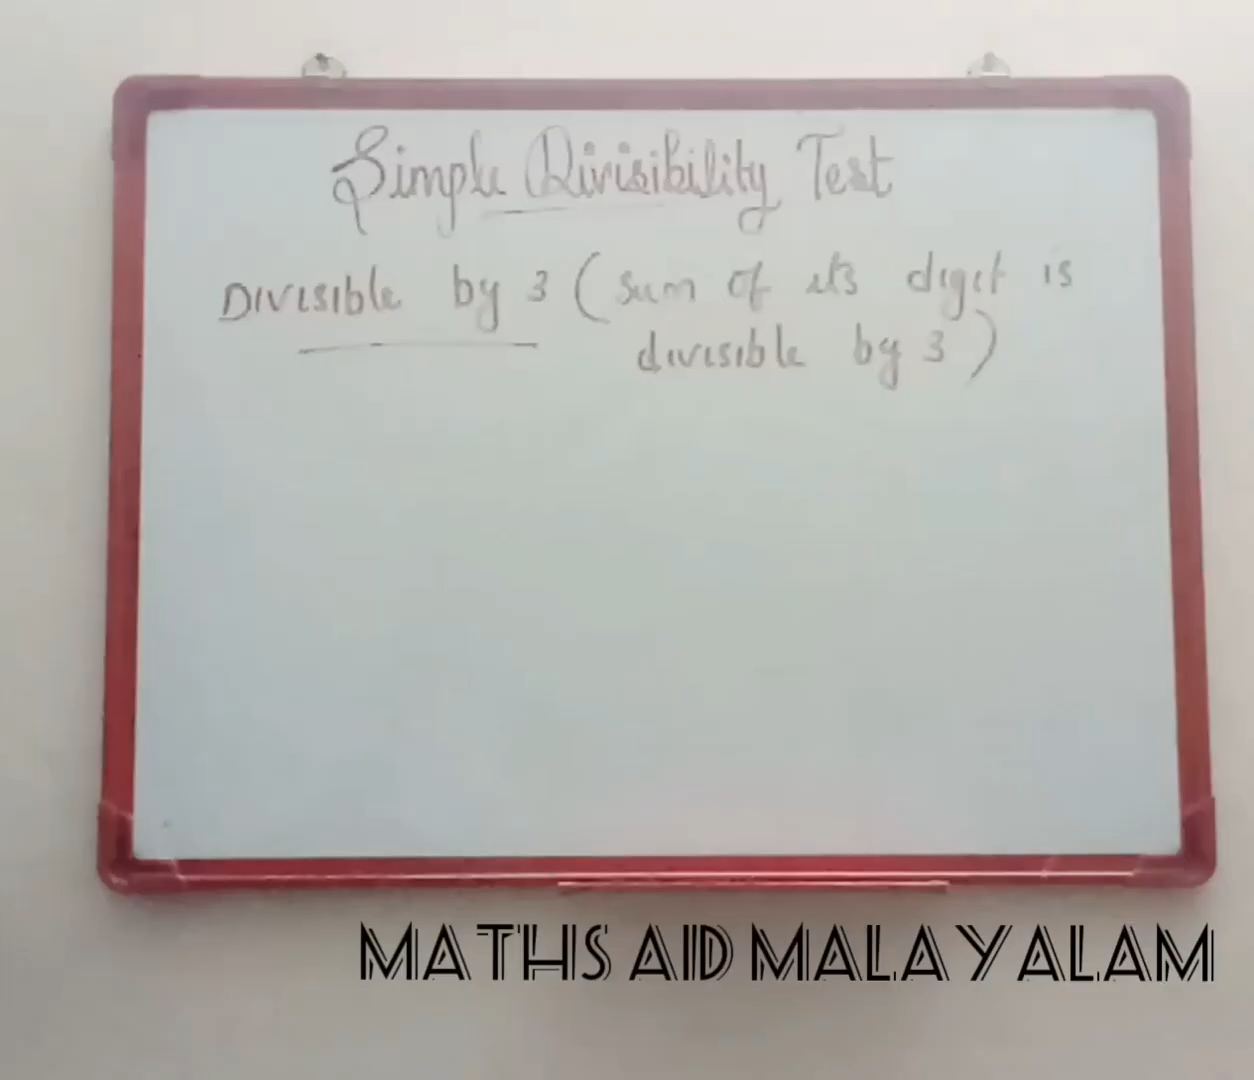 Simple Divisibility Test
Divisible by 3 (sum of its digit is
divisible by 3)
MATHS AID MALAYALAM